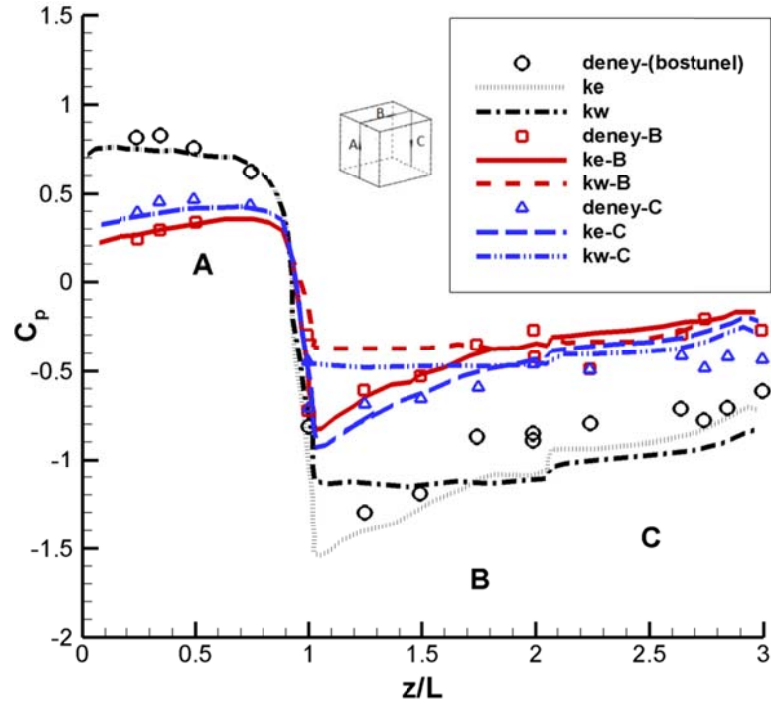 1.5
1
0.5
0
-0.5
-1
-1.5
-2
Cp
0
0.5
1
1.5
2
2.5
3
z/L
A
B
C
B
A
C
deney-(bostunel)
ke
kw
deney-B
ke-B
kw-B
deney-C
ke-C
kw-C